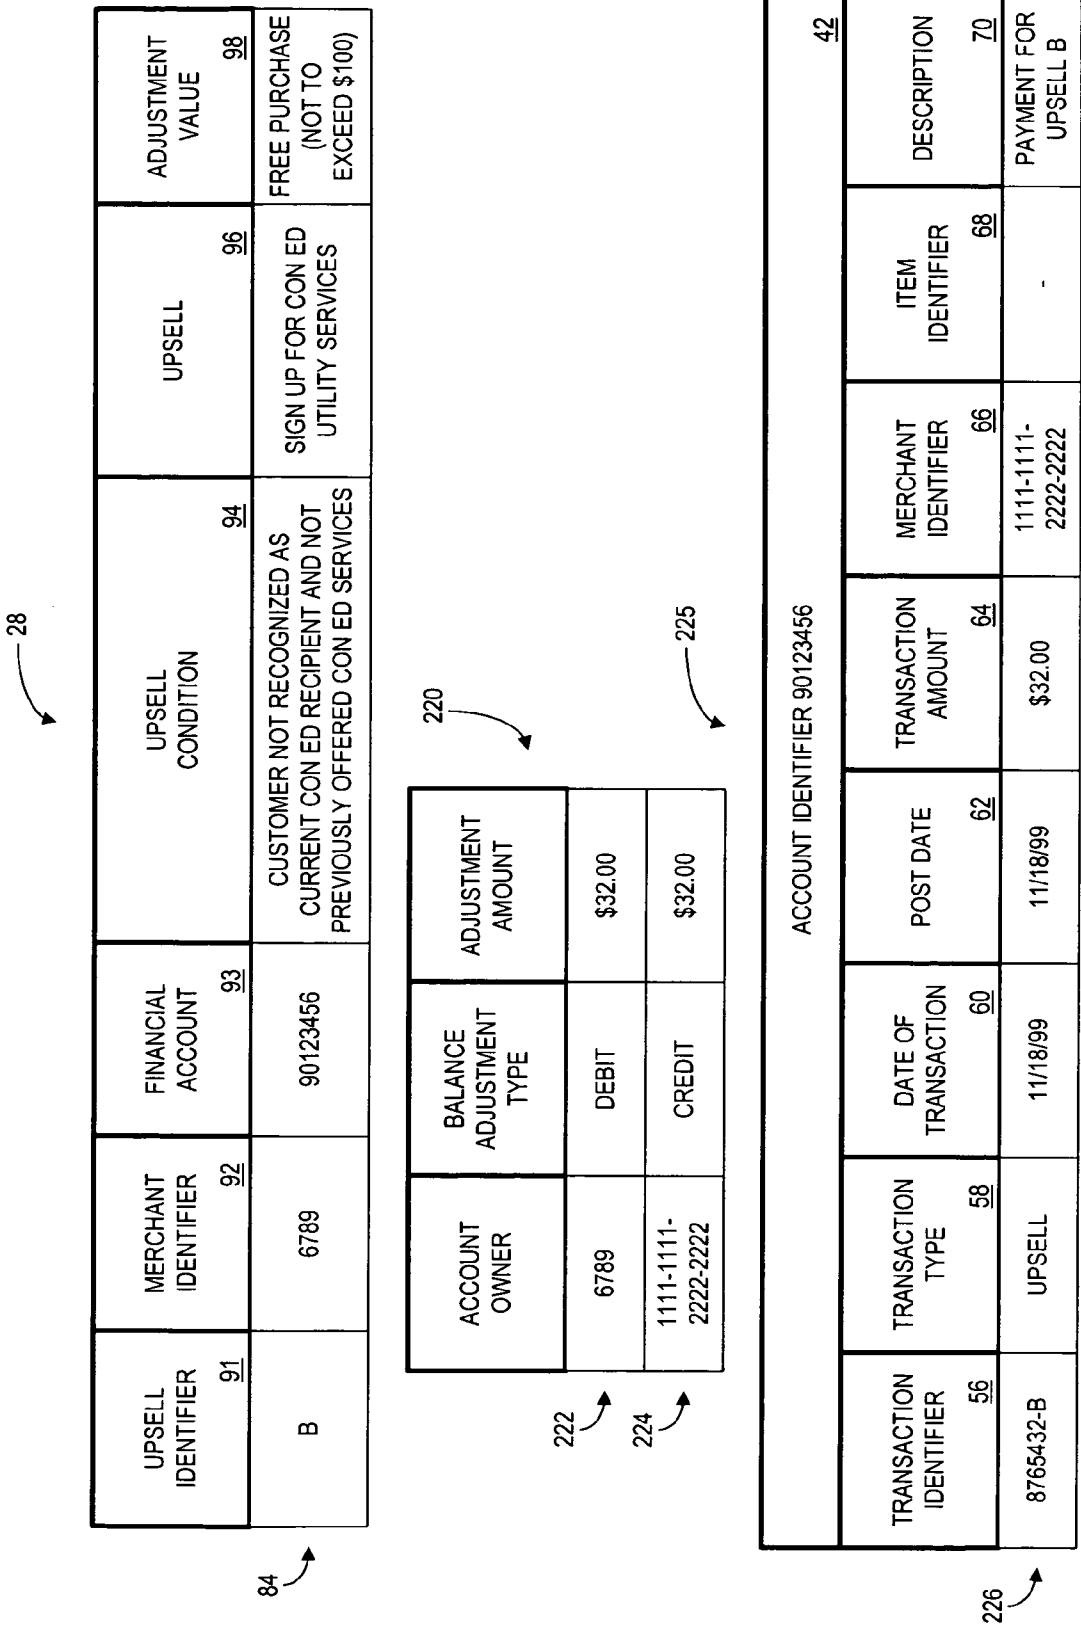 28
UPSELL
IDENTIFIER
91
MERCHANT
IDENTIFIER
92
FINANCIAL
ACCOUNT
93
UPSELL
CONDITION
94
UPSELL
96
ADJUSTMENT
VALUE
98
84
B
6789
90123456
CUSTOMER NOT RECOGNIZED AS
CURRENT CON ED RECIPIENT AND NOT
PREVIOUSLY OFFERED CON ED SERVICES
SIGN UP FOR CON ED
UTILITY SERVICES
FREE PURCHASE
(NOT TO
EXCEED $100)
220
ACCOUNT
OWNER
BALANCE
ADJUSTMENT
TYPE
ADJUSTMENT
AMOUNT
222
6789
DEBIT
$32.00
224
1111-1111-
2222-2222
CREDIT
$32.00
225
ACCOUNT IDENTIFIER 90123456
42
TRANSACTION
IDENTIFIER
56
TRANSACTION
TYPE
58
DATE OF
TRANSACTION
60
POST DATE
62
TRANSACTION
AMOUNT
64
MERCHANT
IDENTIFIER
66
ITEM
IDENTIFIER
68
DESCRIPTION
70
226
8765432-B
UPSELL
11/18/99
11/18/99
$32.00
1111-1111-
2222-2222
-
PAYMENT FOR
UPSELL B